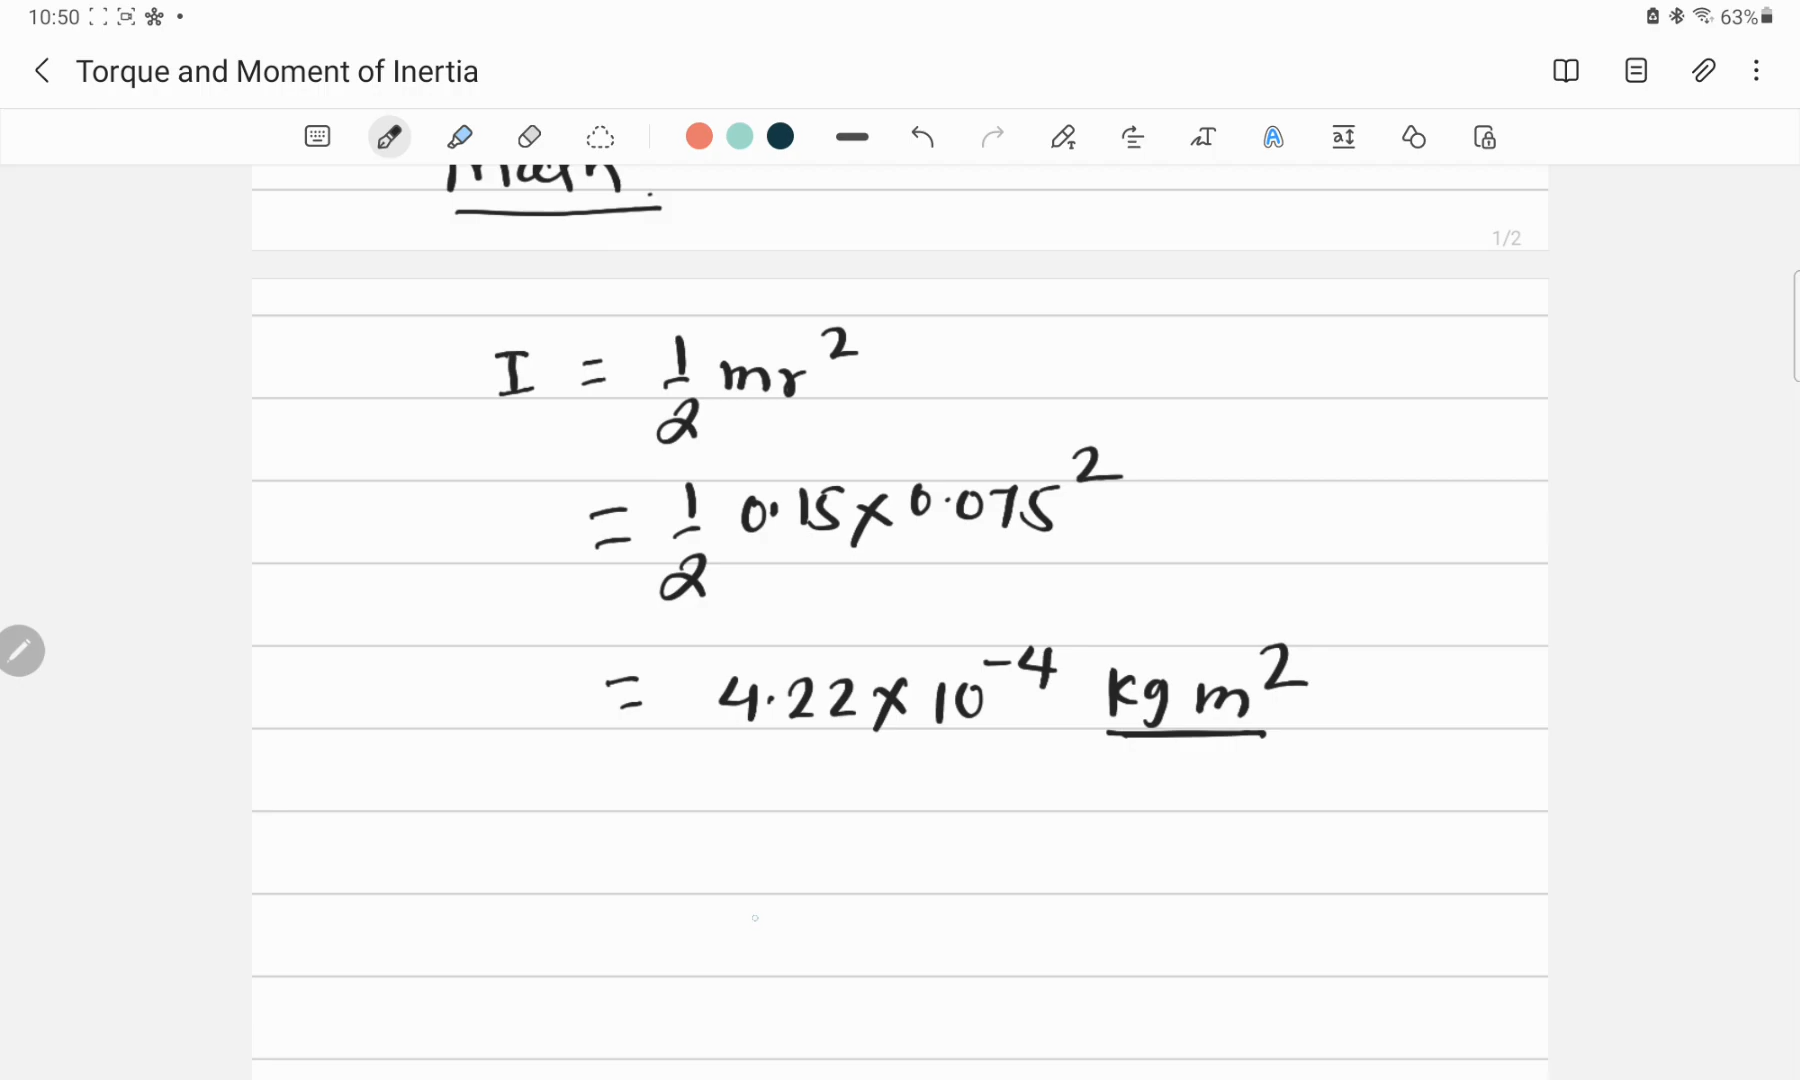 10:50 63%
Torque and Moment of Inertia
Math.
1/2
I = 1/2 mr²
= 1/2 0.15 × 0.075²
= 4.22 × 10⁻⁴ kg m²